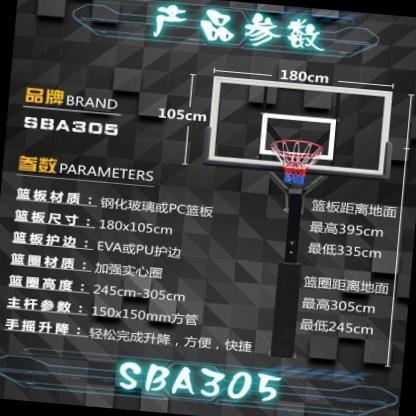 产品参数
180cm
105cm
品牌BRAND
SBA305
参数PARAMETERS
篮板材质：钢化玻璃或PC篮板
篮板尺寸：180x105cm
篮板护边：EVA或PU护边
篮圈材质：加强实心圈
篮圈高度：245cm-305cm
主杆参数：150x150mm方管
手摇升降：轻松完成升降，方便，快捷
篮板距离地面
最高395cm
最低335cm
篮圈距离地面
最高305cm
最低245cm
SBA305